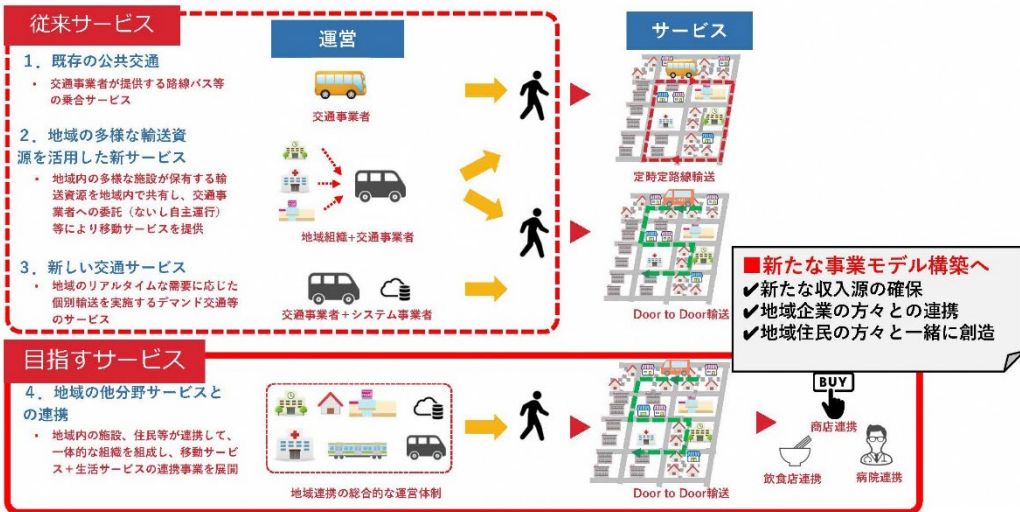 従来サービス
運営
サービス
1．既存の公共交通
• 交通事業者が提供する路線バス等
の乗合サービス
交通事業者
定時定路線輸送
2．地域の多様な輸送資
源を活用した新サービス
• 地域内の多様な施設が保有する輸
送資源を地域内で共有し、交通事
業者への委託（ないし自主運行）
等により移動サービスを提供
地域組織+交通事業者
3．新しい交通サービス
• 地域のリアルタイムな需要に応じた
個別輸送を実施するデマンド交通等
のサービス
交通事業者＋システム事業者
Door to Door輸送
■新たな事業モデル構築へ
✔新たな収入源の確保
✔地域企業の方々との連携
✔地域住民の方々と一緒に創造
目指すサービス
4．地域の他分野サービスと
の連携
• 地域内の施設、住民等が連携して、
一体的な組織を組成し、移動サービ
ス＋生活サービスの連携事業を展開
地域連携の総合的な運営体制
Door to Door輸送
BUY
商店連携
飲食店連携
病院連携